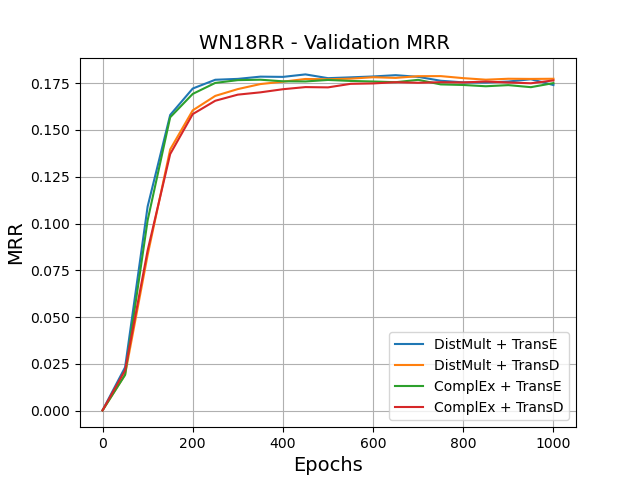 WN18RR - Validation MRR
MRR
0.175
0.150
0.125
0.100
0.075
0.050
0.025
0.000
0
200
400
600
800
1000
Epochs
DistMult + TransE
DistMult + TransD
ComplEx + TransE
ComplEx + TransD